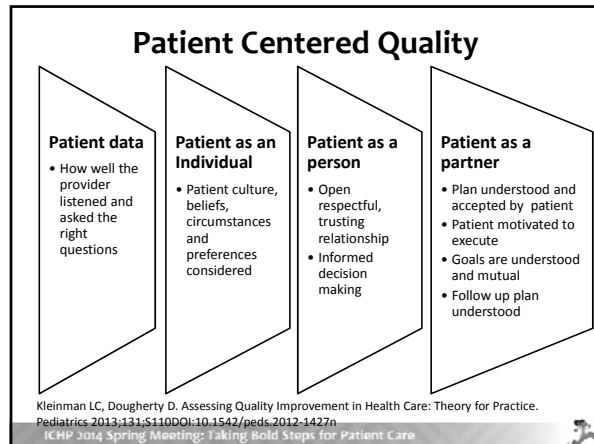 Patient Centered Quality
Patient data
• How well the
provider
listened and
asked the
right
questions
Patient as an
Individual
• Patient culture,
beliefs,
circumstances
and
preferences
considered
Patient as a
person
• Open
respectful,
trusting
relationship
• Informed
decision
making
Patient as a
partner
• Plan understood and
accepted by patient
• Patient motivated to
execute
• Goals are understood
and mutual
• Follow up plan
understood
Kleinman LC, Dougherty D. Assessing Quality Improvement in Health Care: Theory for Practice.
Pediatrics 2013;131;S110DOI:10.1542/peds.2012-1427n
ICHP 2014 Spring Meeting: Taking Bold Steps for Patient Care